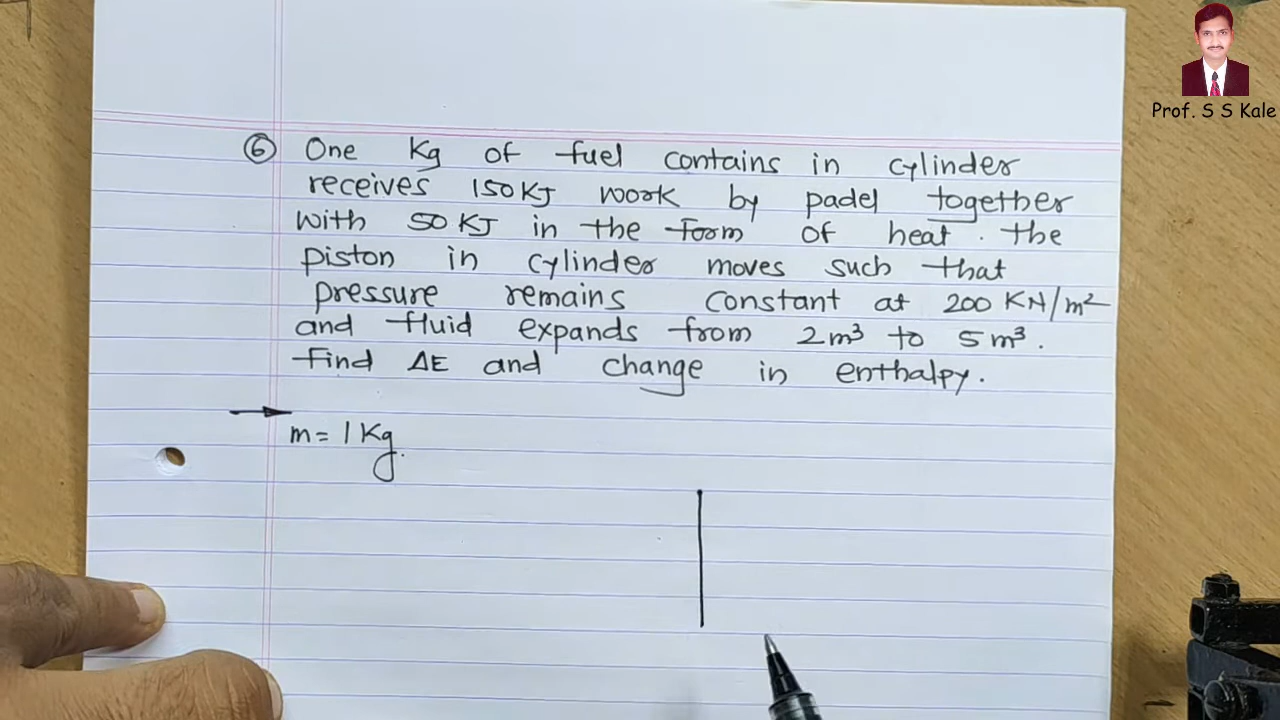 Prof. S S Kale
⑥ One Kg of fuel contains in cylinder
receives 150KJ work by padel together
with 50 KJ in the form of heat. the
piston in cylinder moves such that
pressure remains constant at 200 KN/m²
and fluid expands from 2m³ to 5m³.
find ΔE and change in enthalpy.
m = 1 Kg.